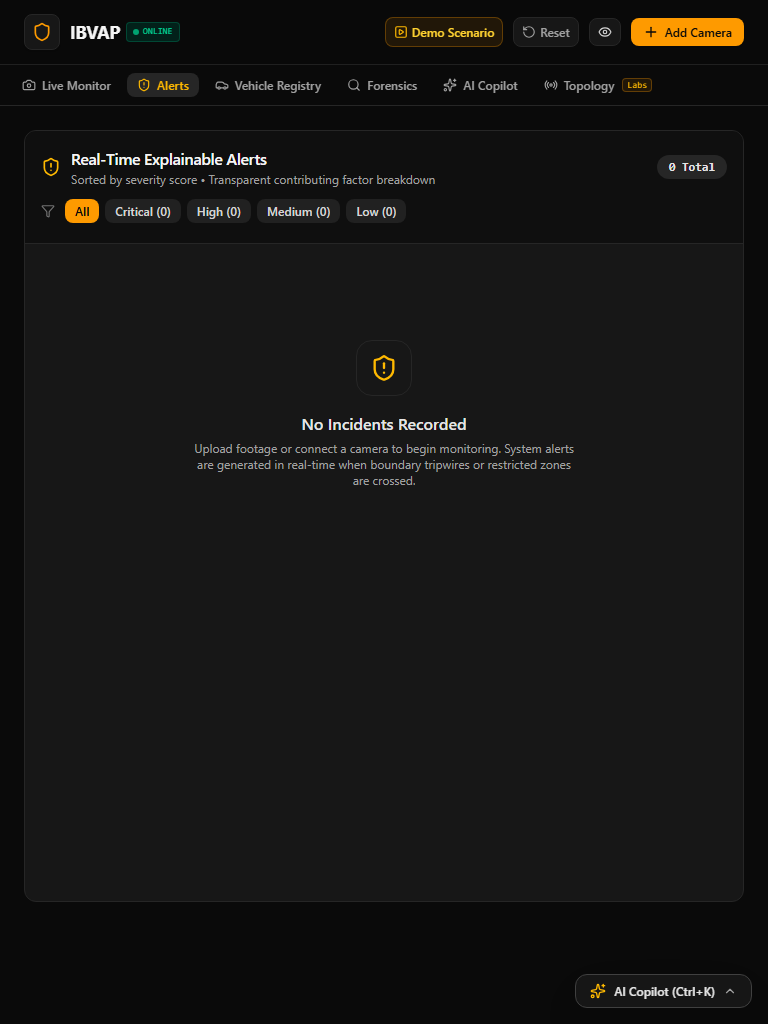 IBVAP ONLINE Demo Scenario Reset Add Camera
Live Monitor Alerts Vehicle Registry Forensics AI Copilot Topology Labs
Real-Time Explainable Alerts
Sorted by severity score • Transparent contributing factor breakdown
0 Total
All Critical (0) High (0) Medium (0) Low (0)
No Incidents Recorded
Upload footage or connect a camera to begin monitoring. System alerts
are generated in real-time when boundary tripwires or restricted zones
are crossed.
AI Copilot (Ctrl+K)